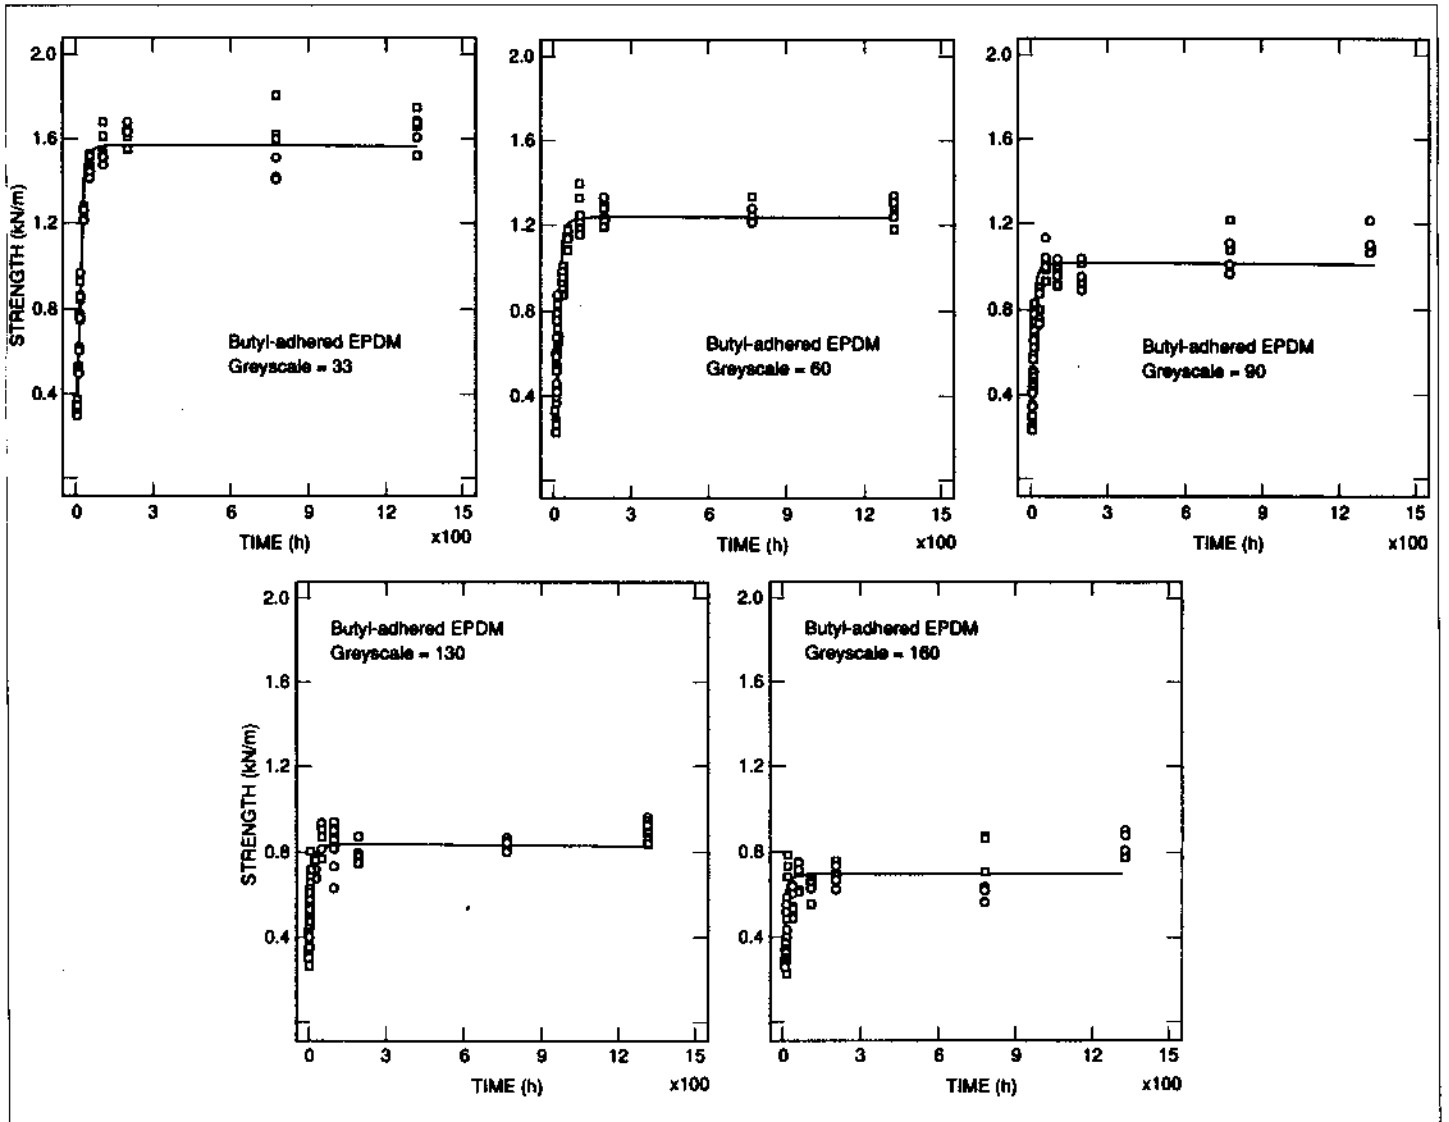 2.0
1.6
1.2
0.8
0.4
STRENGTH (kN/m)
Butyl-adhered EPDM
Greyscale = 33
0 3 6 9 12 15
TIME (h)
x100
2.0
1.6
1.2
0.8
0.4
Butyl-adhered EPDM
Greyscale = 60
0 3 6 9 12 15
TIME (h)
x100
2.0
1.6
1.2
0.8
0.4
Butyl-adhered EPDM
Greyscale = 90
0 3 6 9 12 15
TIME (h)
x100
2.0
1.6
1.2
0.8
0.4
STRENGTH (kN/m)
Butyl-adhered EPDM
Greyscale = 130
0 3 6 9 12 15
TIME (h)
x100
2.0
1.6
1.2
0.8
0.4
Butyl-adhered EPDM
Greyscale = 160
0 3 6 9 12 15
TIME (h)
x100